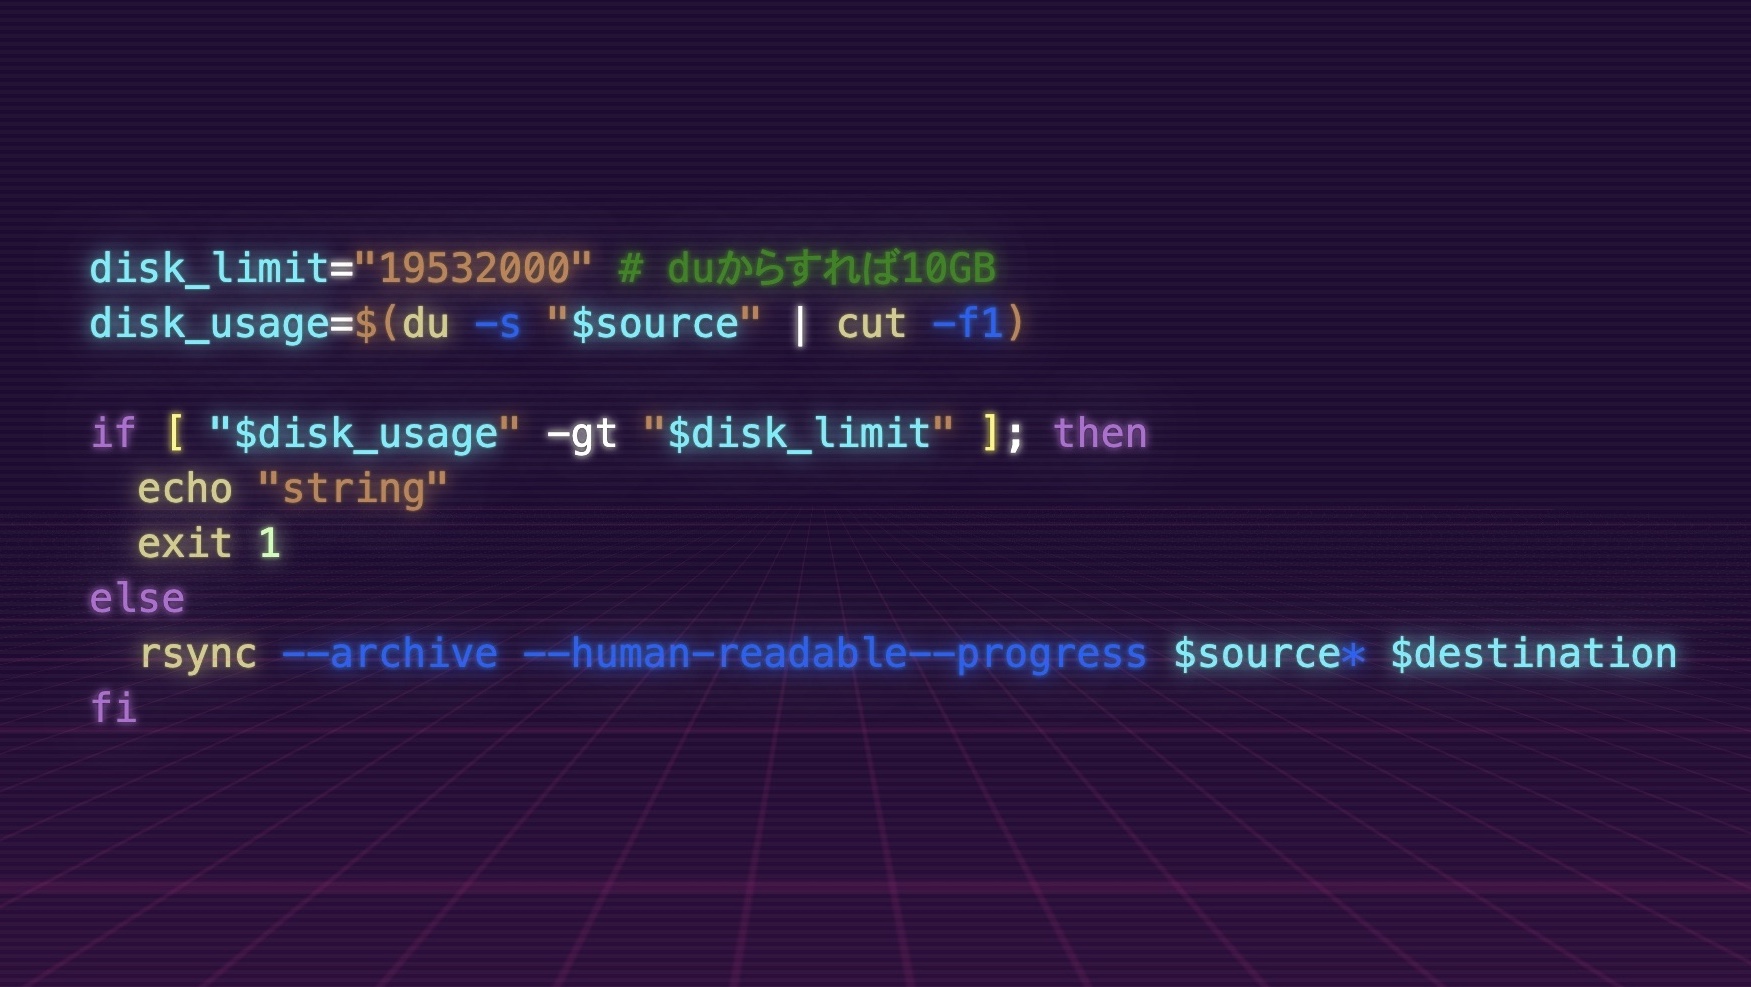 disk_limit="19532000" # duからすれば10GB
disk_usage=$(du -s "$source" | cut -f1)
if [ "$disk_usage" -gt "$disk_limit" ]; then
echo "string"
exit 1
else
rsync --archive --human-readable--progress $source* $destination
fi